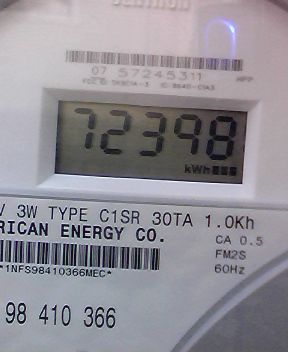 07 57245311
72398
kWh
V 3W TYPE C1SR 30TA 1.0Kh
RICAN ENERGY CO.
CA 0.5
FM2S
60Hz
*1NFS98410366MEC*
98 410 366